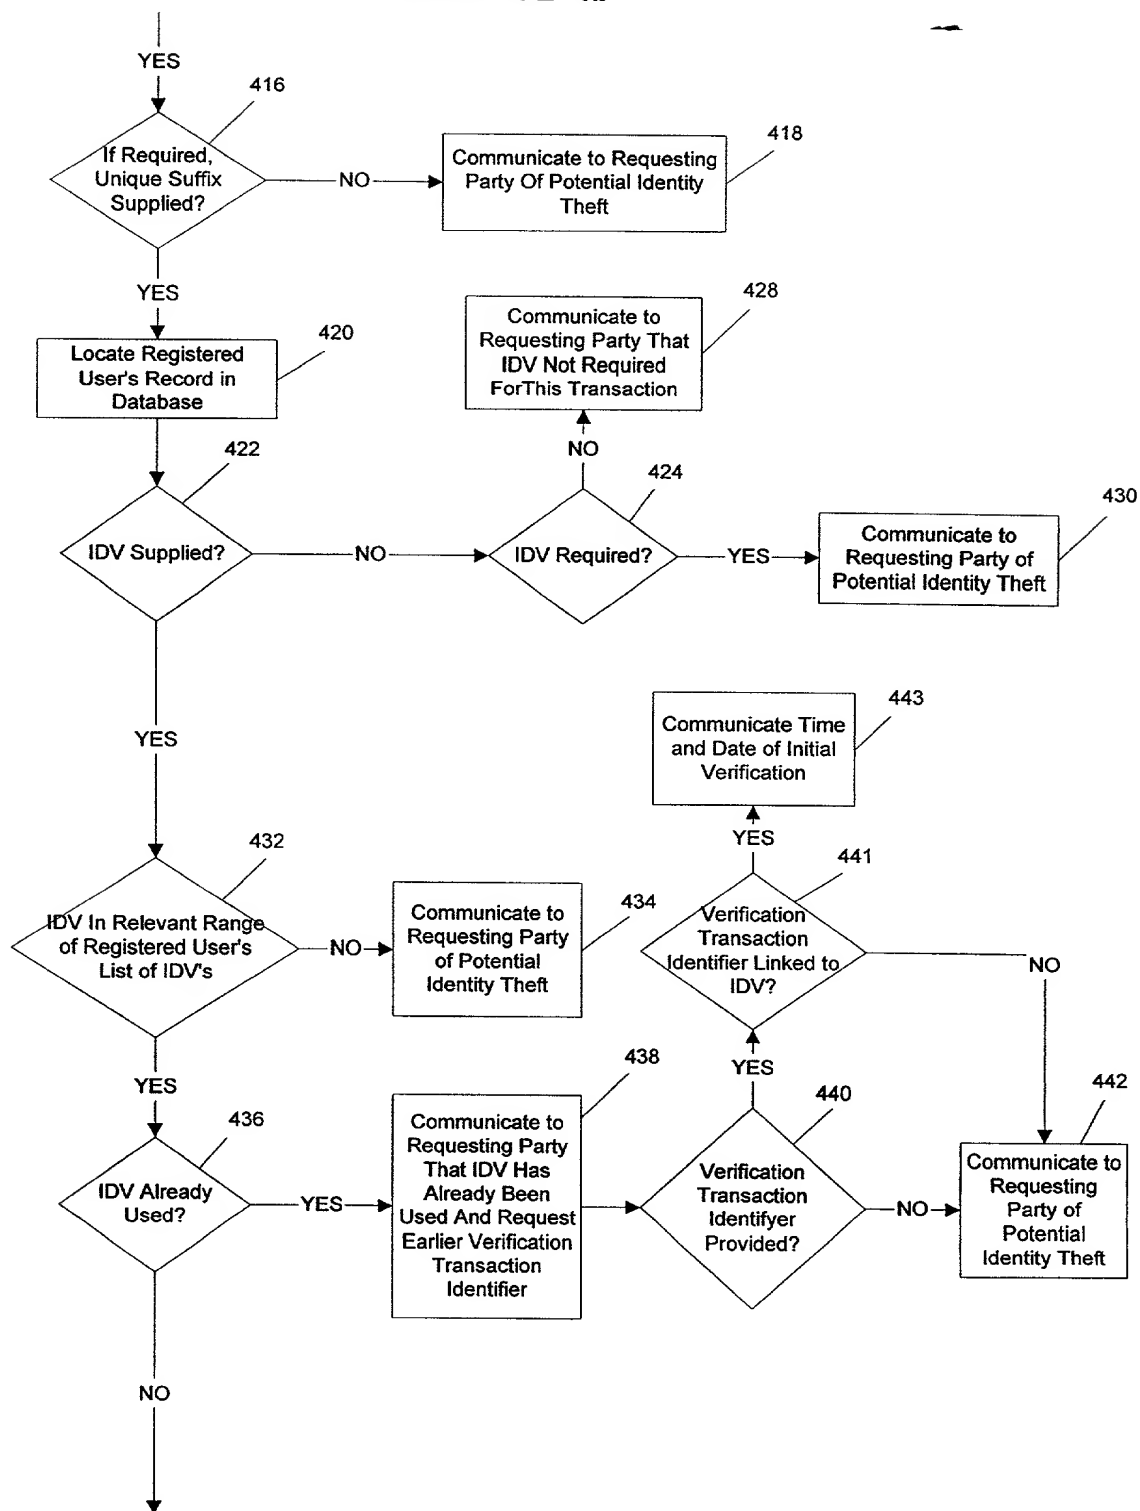 YES
416
If Required,
Unique Suffix
Supplied?
NO
Communicate to Requesting
Party Of Potential Identity
Theft
418
YES
Locate Registered
User's Record in
Database
420
Communicate to
Requesting Party That
IDV Not Required
ForThis Transaction
428
NO
422
IDV Supplied?
NO
424
IDV Required?
YES
Communicate to
Requesting Party of
Potential Identity Theft
430
YES
Communicate Time
and Date of Initial
Verification
443
YES
432
IDV In Relevant Range
of Registered User's
List of IDV's
NO
Communicate to
Requesting Party
of Potential
Identity Theft
434
441
Verification
Transaction
Identifier Linked to
IDV?
NO
YES
YES
436
IDV Already
Used?
YES
438
Communicate to
Requesting Party
That IDV Has
Already Been
Used And Request
Earlier Verification
Transaction
Identifier
440
Verification
Transaction
Identifyer
Provided?
NO
442
Communicate to
Requesting
Party of
Potential
Identity Theft
NO